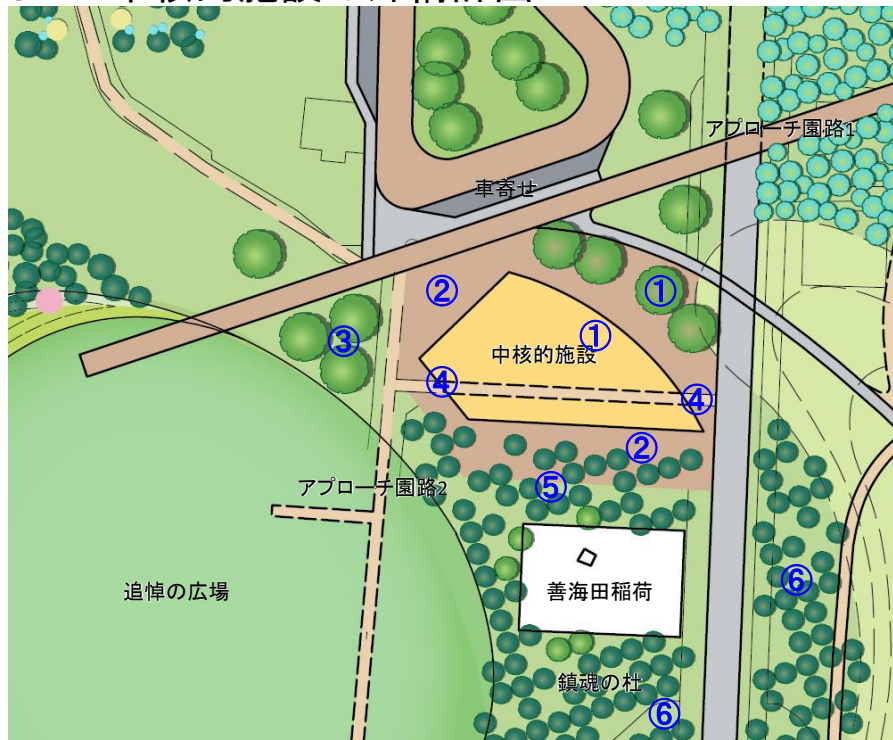 アプローチ園路1
車寄せ
②
①
①
③
中核的施設
④
④
②
アプローチ園路2
⑤
⑥
追悼の広場
善海田稲荷
鎮魂の杜
⑥